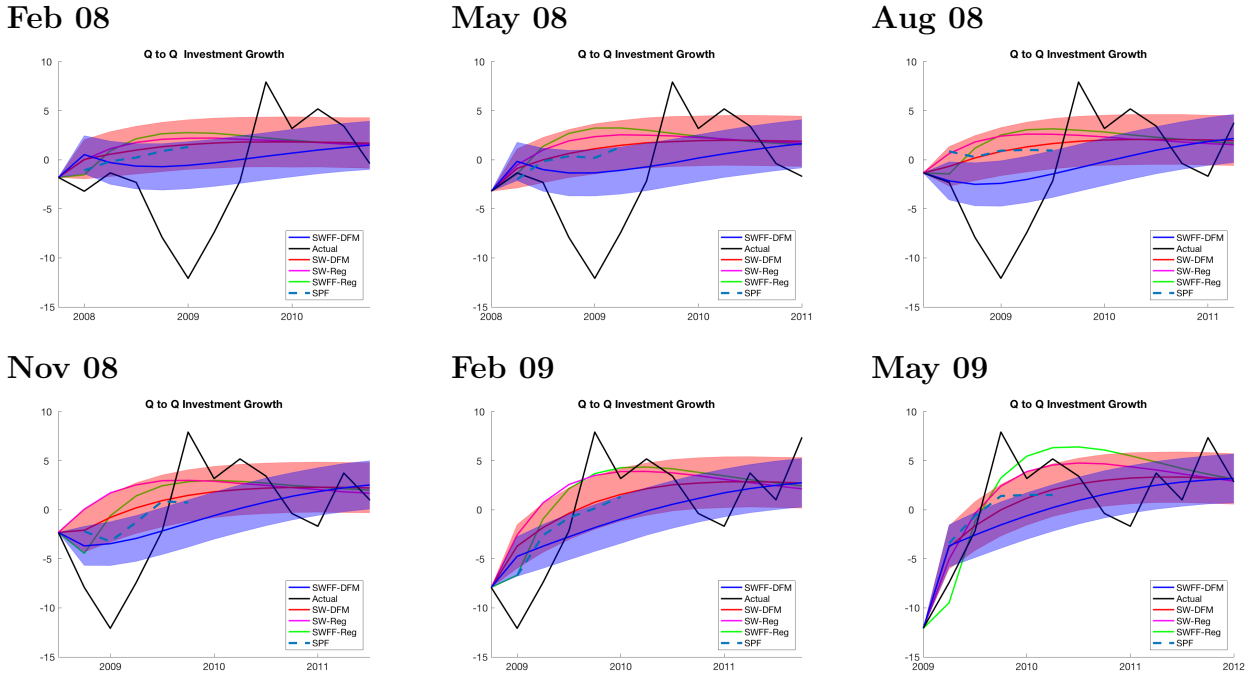 Feb 08
May 08
Aug 08
Q to Q Investment Growth
Q to Q Investment Growth
Q to Q Investment Growth
10
5
0
-5
-10
-15
2008
2009
2010
SWFF-DFM
Actual
SW-DFM
SW-Reg
SWFF-Reg
SPF
10
5
0
-5
-10
-15
2008
2009
2010
2011
SWFF-DFM
Actual
SW-DFM
SW-Reg
SWFF-Reg
SPF
10
5
0
-5
-10
-15
2009
2010
2011
SWFF-DFM
Actual
SW-DFM
SW-Reg
SWFF-Reg
SPF
Nov 08
Feb 09
May 09
Q to Q Investment Growth
Q to Q Investment Growth
Q to Q Investment Growth
10
5
0
-5
-10
-15
2009
2010
2011
SWFF-DFM
Actual
SW-DFM
SW-Reg
SWFF-Reg
SPF
10
5
0
-5
-10
-15
2009
2010
2011
SWFF-DFM
Actual
SW-DFM
SW-Reg
SWFF-Reg
SPF
10
5
0
-5
-10
-15
2009
2010
2011
2012
SWFF-DFM
Actual
SW-DFM
SW-Reg
SWFF-Reg
SPF